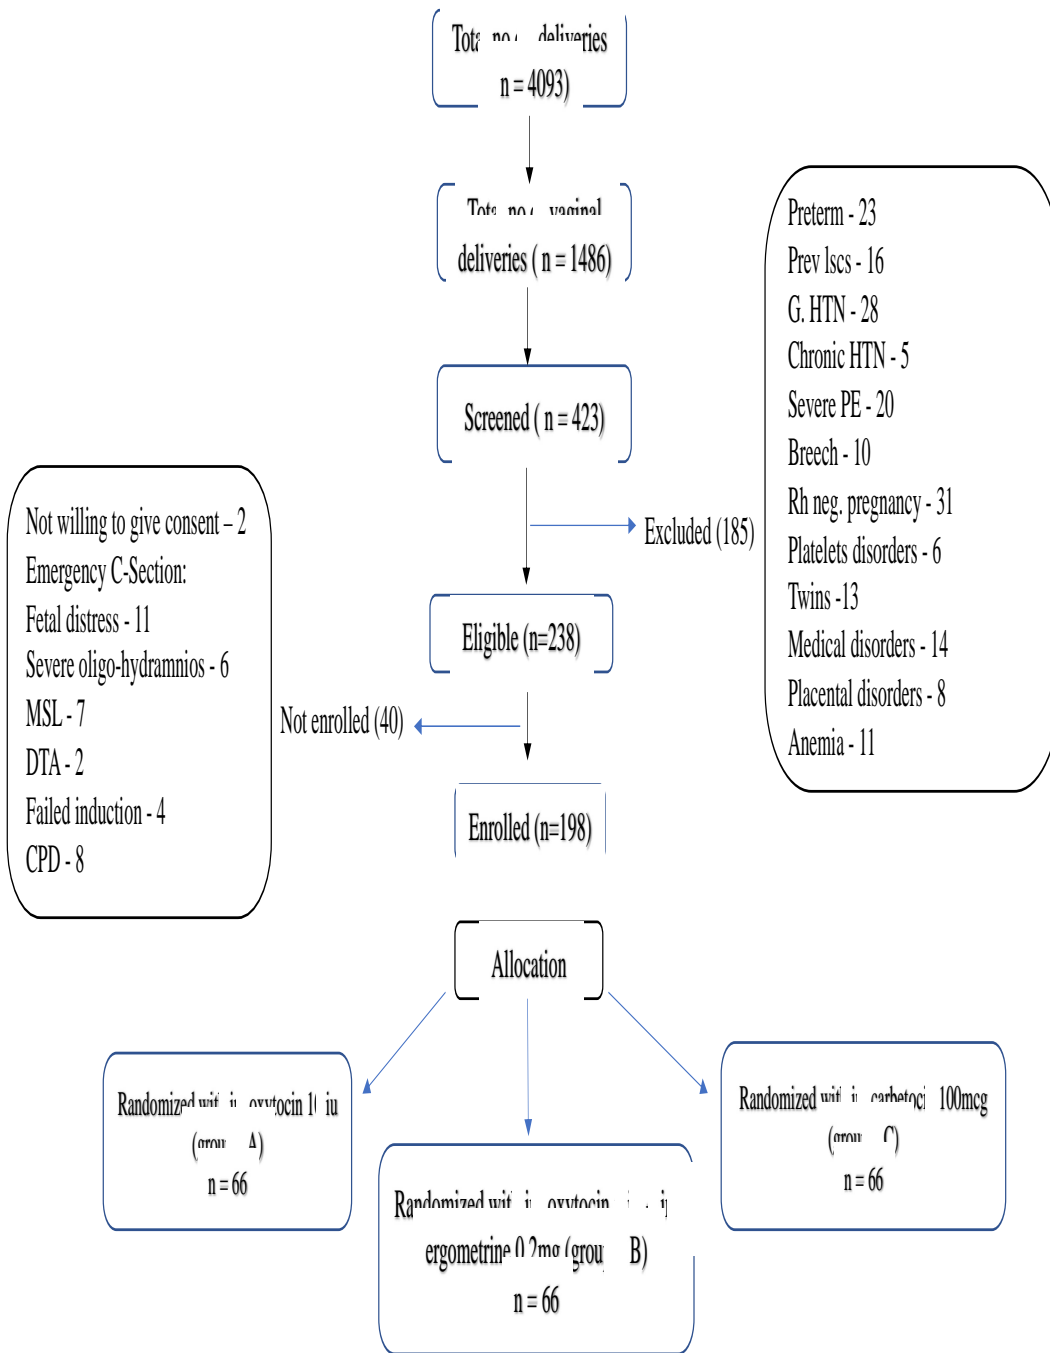 deliveries
n = 4093)
vaginal
deliveries ( n = 1486)
Screened ( n = 423)
Excluded (185)
Preterm - 23
Prev lscs - 16
G. HTN - 28
Chronic HTN - 5
Severe PE - 20
Breech - 10
Rh neg. pregnancy - 31
Platelets disorders - 6
Twins -13
Medical disorders - 14
Placental disorders - 8
Anemia - 11
Eligible (n=238)
Not enrolled (40)
Not willing to give consent – 2
Emergency C-Section:
Fetal distress - 11
Severe oligo-hydramnios - 6
MSL - 7
DTA - 2
Failed induction - 4
CPD - 8
Enrolled (n=198)
Allocation
Randomized oxytocin iu
A)
n = 66
Randomized oxytocin
ergometrine B)
n = 66
Randomized 100mcg
C)
n = 66